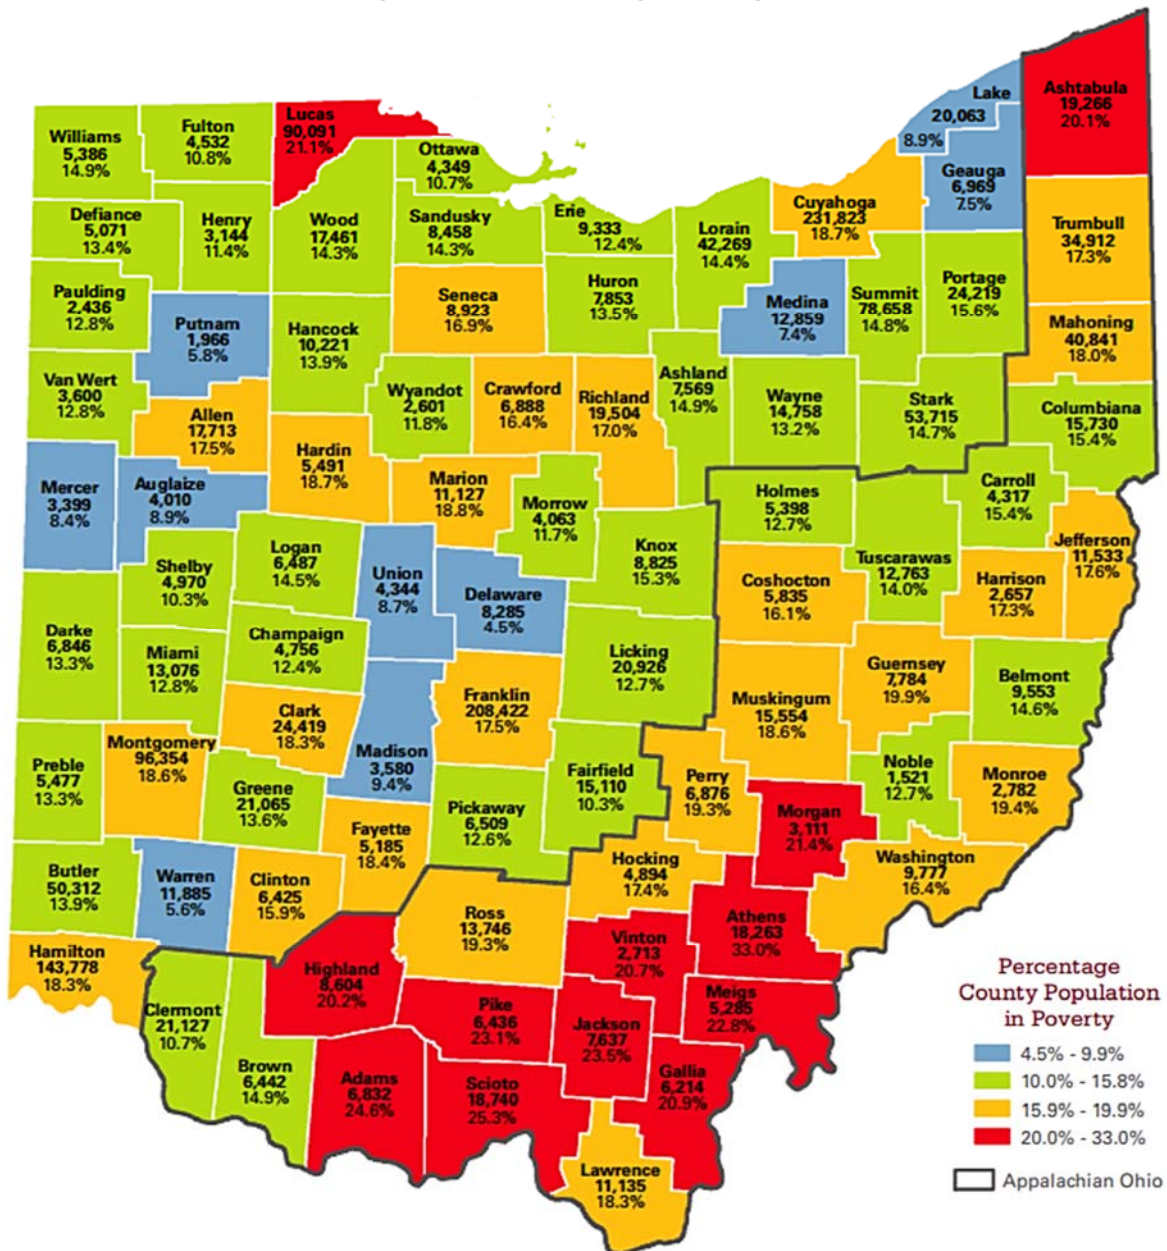 Lake
20,063
8.9%
Ashtabula
19,266
20.1%
Williams
5,386
14.9%
Fulton
4,532
10.8%
Lucas
90,091
21.1%
Ottawa
4,349
10.7%
Geauga
6,969
7.5%
Cuyahoga
231,823
18.7%
Trumbull
34,912
17.3%
Defiance
5,071
13.4%
Henry
3,144
11.4%
Wood
17,461
14.3%
Sandusky
8,458
14.3%
Erie
9,333
12.4%
Lorain
42,269
14.4%
Paulding
2,436
12.8%
Putnam
1,966
5.8%
Hancock
10,221
13.9%
Seneca
8,923
16.9%
Huron
7,853
13.5%
Medina
12,859
7.4%
Summit
78,658
14.8%
Portage
24,219
15.6%
Mahoning
40,841
18.0%
Van Wert
3,600
12.8%
Allen
17,713
17.5%
Wyandot
2,601
11.8%
Crawford
6,888
16.4%
Richland
19,504
17.0%
Ashland
7,569
14.9%
Wayne
14,758
13.2%
Stark
53,715
14.7%
Columbiana
15,730
15.4%
Mercer
3,399
8.4%
Auglaize
4,010
8.9%
Hardin
5,491
18.7%
Marion
11,127
18.8%
Morrow
4,063
11.7%
Holmes
5,398
12.7%
Carroll
4,317
15.4%
Jefferson
11,533
17.6%
Shelby
4,970
10.3%
Logan
6,487
14.5%
Union
4,344
8.7%
Delaware
8,285
4.5%
Knox
8,825
15.3%
Coshocton
5,835
16.1%
Tuscarawas
12,763
14.0%
Harrison
2,657
17.3%
Darke
6,846
13.3%
Miami
13,076
12.8%
Champaign
4,756
12.4%
Licking
20,926
12.7%
Guernsey
7,784
19.9%
Belmont
9,553
14.6%
Clark
24,419
18.3%
Franklin
208,422
17.5%
Muskingum
15,554
18.6%
Preble
5,477
13.3%
Montgomery
96,354
18.6%
Greene
21,065
13.6%
Madison
3,580
9.4%
Pickaway
6,509
12.6%
Fairfield
15,110
10.3%
Perry
6,876
19.3%
Morgan
3,111
21.4%
Noble
1,521
12.7%
Monroe
2,782
19.4%
Butler
50,312
13.9%
Warren
11,885
5.6%
Clinton
6,425
15.9%
Fayette
5,185
18.4%
Hocking
4,894
17.4%
Washington
9,777
16.4%
Hamilton
143,778
18.3%
Highland
8,604
20.2%
Ross
13,746
19.3%
Vinton
2,713
20.7%
Athens
18,263
33.0%
Clermont
21,127
10.7%
Brown
6,442
14.9%
Adams
6,832
24.6%
Pike
6,436
23.1%
Scioto
18,740
25.3%
Jackson
7,637
23.5%
Meigs
5,285
22.8%
Gallia
6,214
20.9%
Lawrence
11,135
18.3%
Percentage
County Population
in Poverty
4.5% - 9.9%
10.0% - 15.8%
15.9% - 19.9%
20.0% - 33.0%
Appalachian Ohio